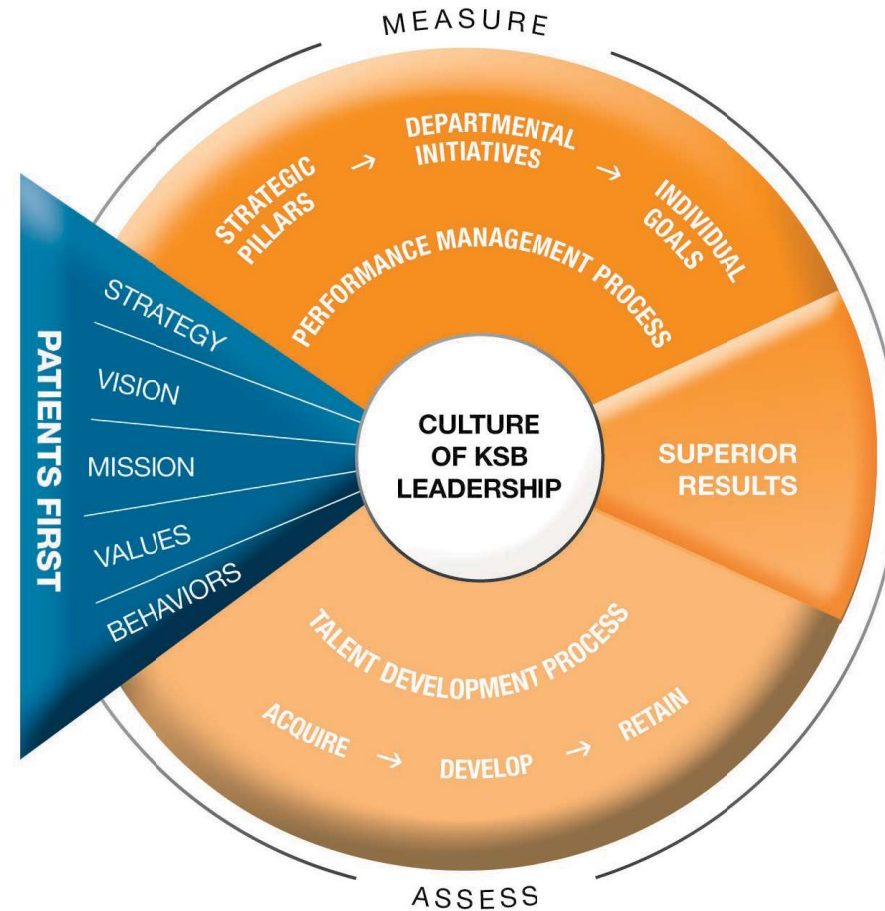 MEASURE
STRATEGIC
PILLARS
→
DEPARTMENTAL
INITIATIVES
→
INDIVIDUAL
GOALS
PERFORMANCE MANAGEMENT PROCESS
PATIENTS FIRST
STRATEGY
VISION
MISSION
VALUES
BEHAVIORS
CULTURE
OF KSB
LEADERSHIP
SUPERIOR
RESULTS
TALENT DEVELOPMENT PROCESS
ACQUIRE → DEVELOP → RETAIN
ASSESS